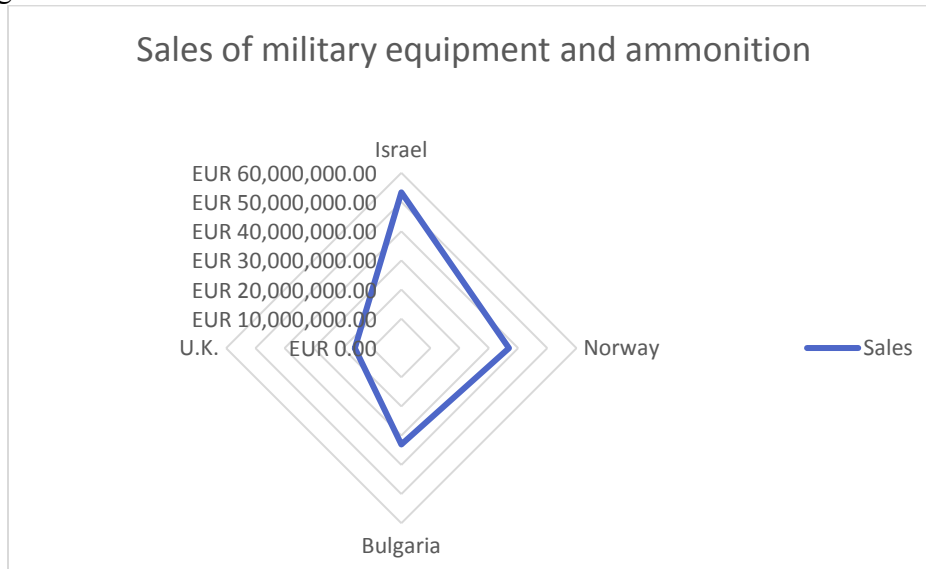 Sales of military equipment and ammonition
Israel
EUR 60,000,000.00
EUR 50,000,000.00
EUR 40,000,000.00
EUR 30,000,000.00
EUR 20,000,000.00
EUR 10,000,000.00
U.K.
EUR 0.00
Norway
Sales
Bulgaria